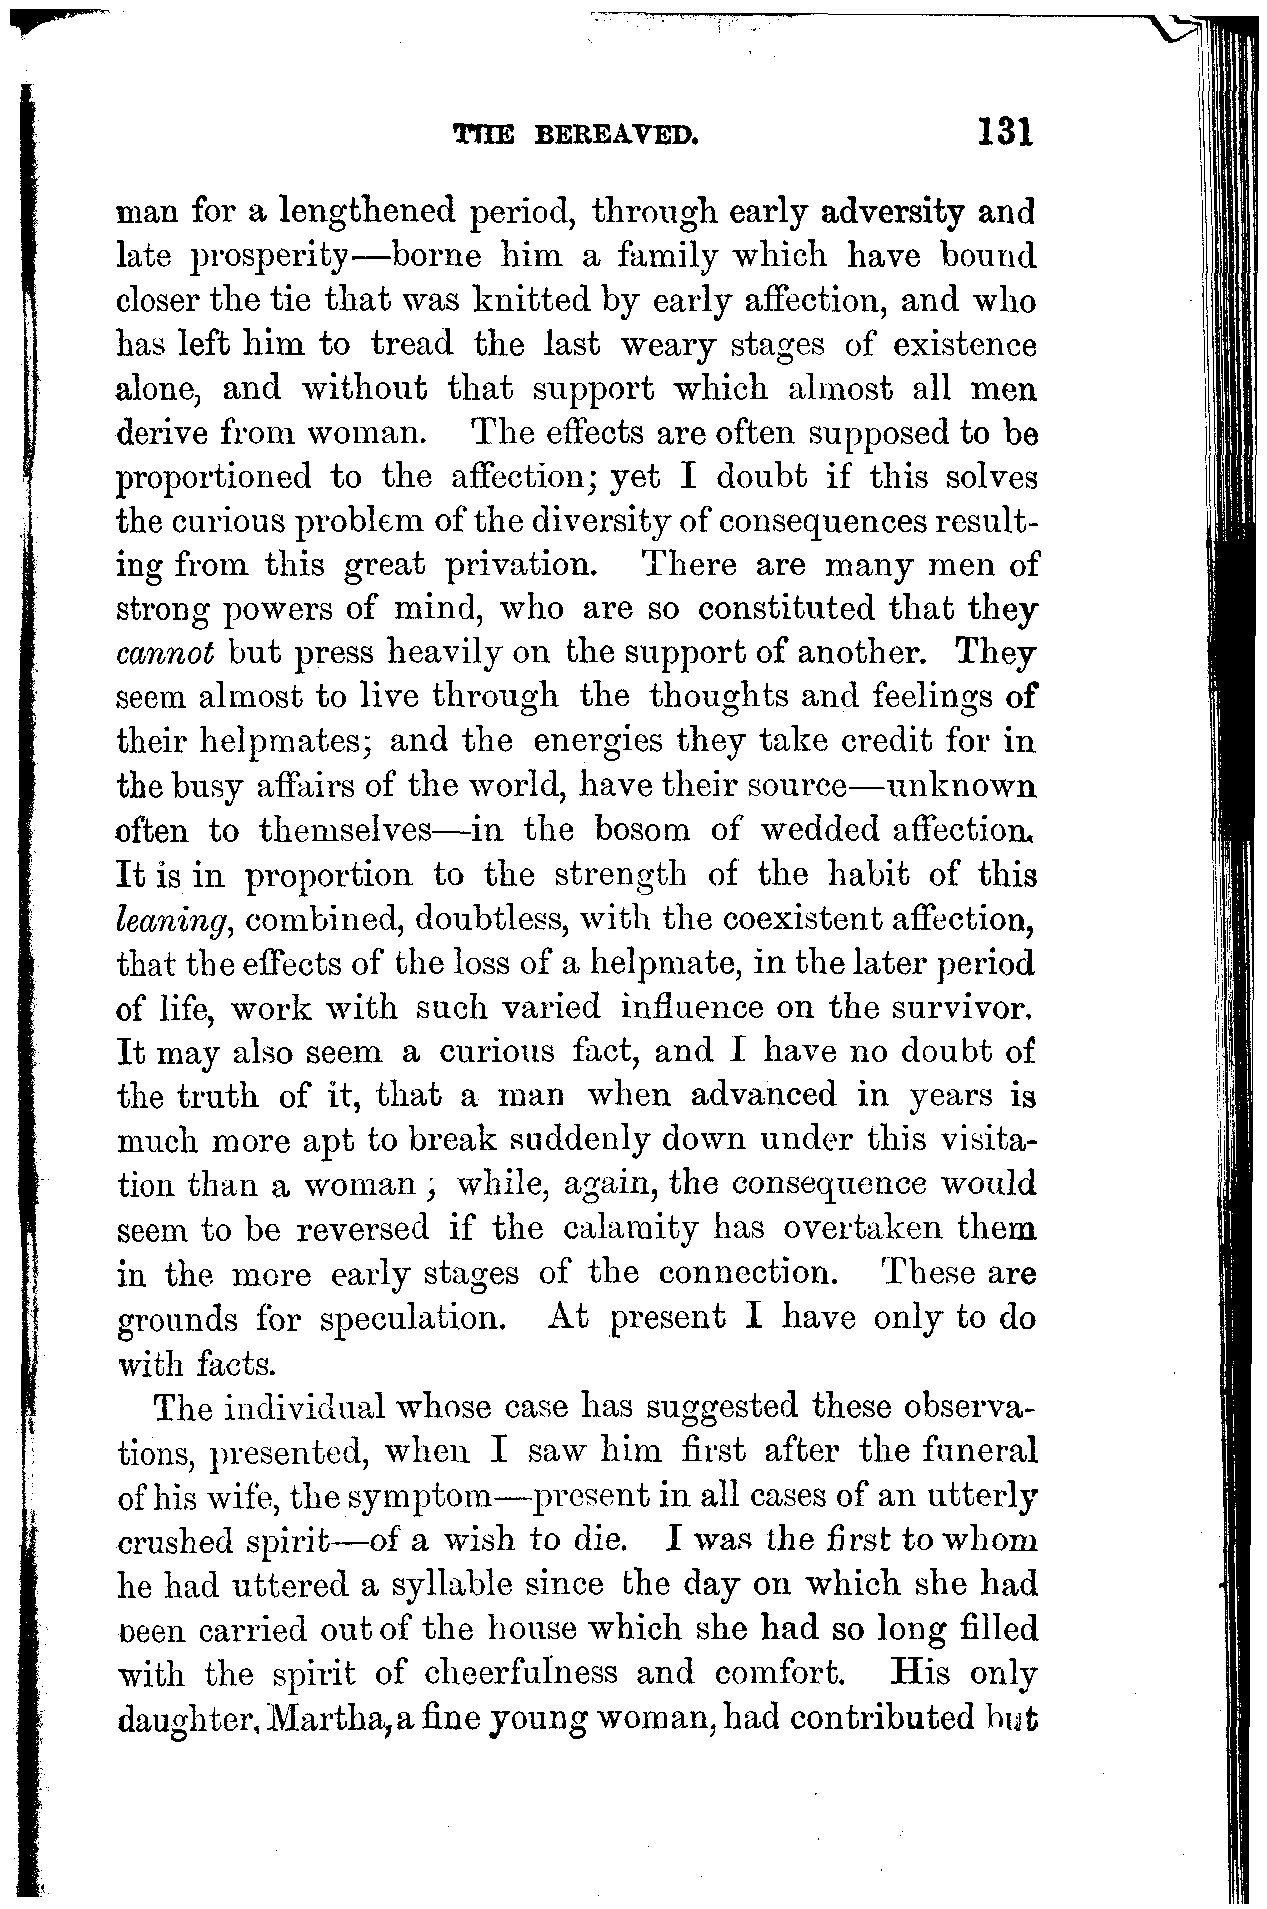 THE BEREAVED. 131
man for a lengthened period, through early adversity and
late prosperity—borne him a family which have bound
closer the tie that was knitted by early affection, and who
has left him to tread the last weary stages of existence
alone, and without that support which almost all men
derive from woman. The effects are often supposed to be
proportioned to the affection; yet I doubt if this solves
the curious problem of the diversity of consequences result-
ing from this great privation. There are many men of
strong powers of mind, who are so constituted that they
cannot but press heavily on the support of another. They
seem almost to live through the thoughts and feelings of
their helpmates; and the energies they take credit for in
the busy affairs of the world, have their source—unknown
often to themselves—in the bosom of wedded affection.
It is in proportion to the strength of the habit of this
leaning, combined, doubtless, with the coexistent affection,
that the effects of the loss of a helpmate, in the later period
of life, work with such varied influence on the survivor.
It may also seem a curious fact, and I have no doubt of
the truth of it, that a man when advanced in years is
much more apt to break suddenly down under this visita-
tion than a woman; while, again, the consequence would
seem to be reversed if the calamity has overtaken them
in the more early stages of the connection. These are
grounds for speculation. At present I have only to do
with facts.
The individual whose case has suggested these observa-
tions, presented, when I saw him first after the funeral
of his wife, the symptom—present in all cases of an utterly
crushed spirit—of a wish to die. I was the first to whom
he had uttered a syllable since the day on which she had
been carried out of the house which she had so long filled
with the spirit of cheerfulness and comfort. His only
daughter, Martha, a fine young woman, had contributed but